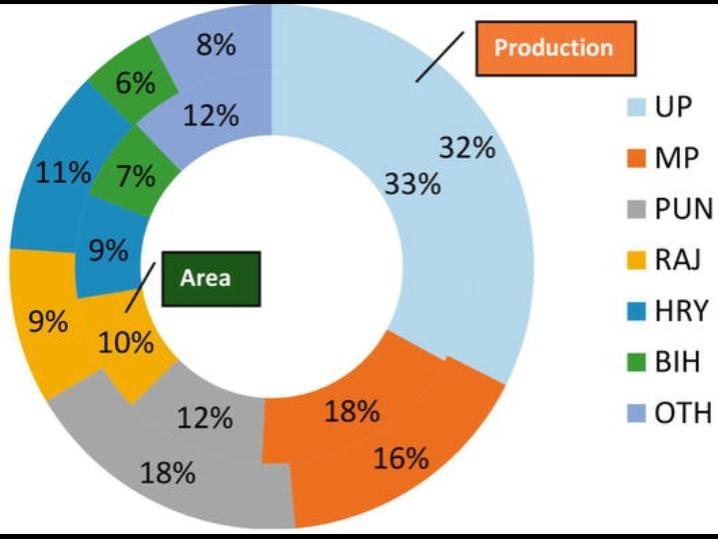 8%
Production
6%
12%
UP
32%
MP
11%
7%
33%
PUN
9%
Area
RAJ
9%
10%
HRY
BIH
12%
18%
OTH
18%
16%